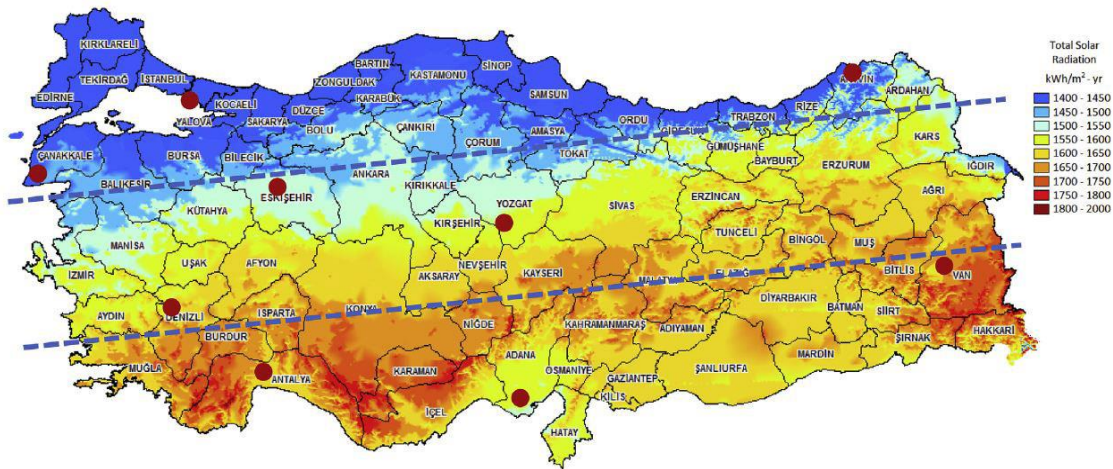 KIRKLARELİ
TEKİRDAĞ
İSTANBUL
EDİRNE
KOCAELİ
YALOVA
SAKARYA
DÜZCE
ZONGULDAK
BARTIN
KARABÜK
KASTAMONU
SİNOP
SAMSUN
BOLU
ÇANKIRI
ÇORUM
AMASYA
TOKAT
ORDU
GİRESUN
TRABZON
RİZE
ARTVİN
ARDAHAN
KARS
IĞDIR
GÜMÜŞHANE
BAYBURT
ERZURUM
ÇANAKKALE
BURSA
BİLECİK
BALIKESİR
ESKİŞEHİR
ANKARA
KIRIKKALE
YOZGAT
SİVAS
ERZİNCAN
AĞRI
KÜTAHYA
KIRŞEHİR
TUNCELİ
BİNGÖL
MUŞ
MANİSA
UŞAK
AFYON
NEVŞEHİR
AKSARAY
KAYSERİ
MALATYA
ELAZIĞ
BİTLİS
VAN
İZMİR
AYDIN
DENİZLİ
ISPARTA
KONYA
NİĞDE
KAHRAMANMARAŞ
ADIYAMAN
DİYARBAKIR
BATMAN
SİİRT
ŞIRNAK
HAKKARİ
BURDUR
MUĞLA
ANTALYA
KARAMAN
İÇEL
ADANA
OSMANİYE
GAZİANTEP
KİLİS
ŞANLIURFA
MARDİN
HATAY
Total Solar
Radiation
kWh/m² - yr
1400 - 1450
1450 - 1500
1500 - 1550
1550 - 1600
1600 - 1650
1650 - 1700
1700 - 1750
1750 - 1800
1800 - 2000